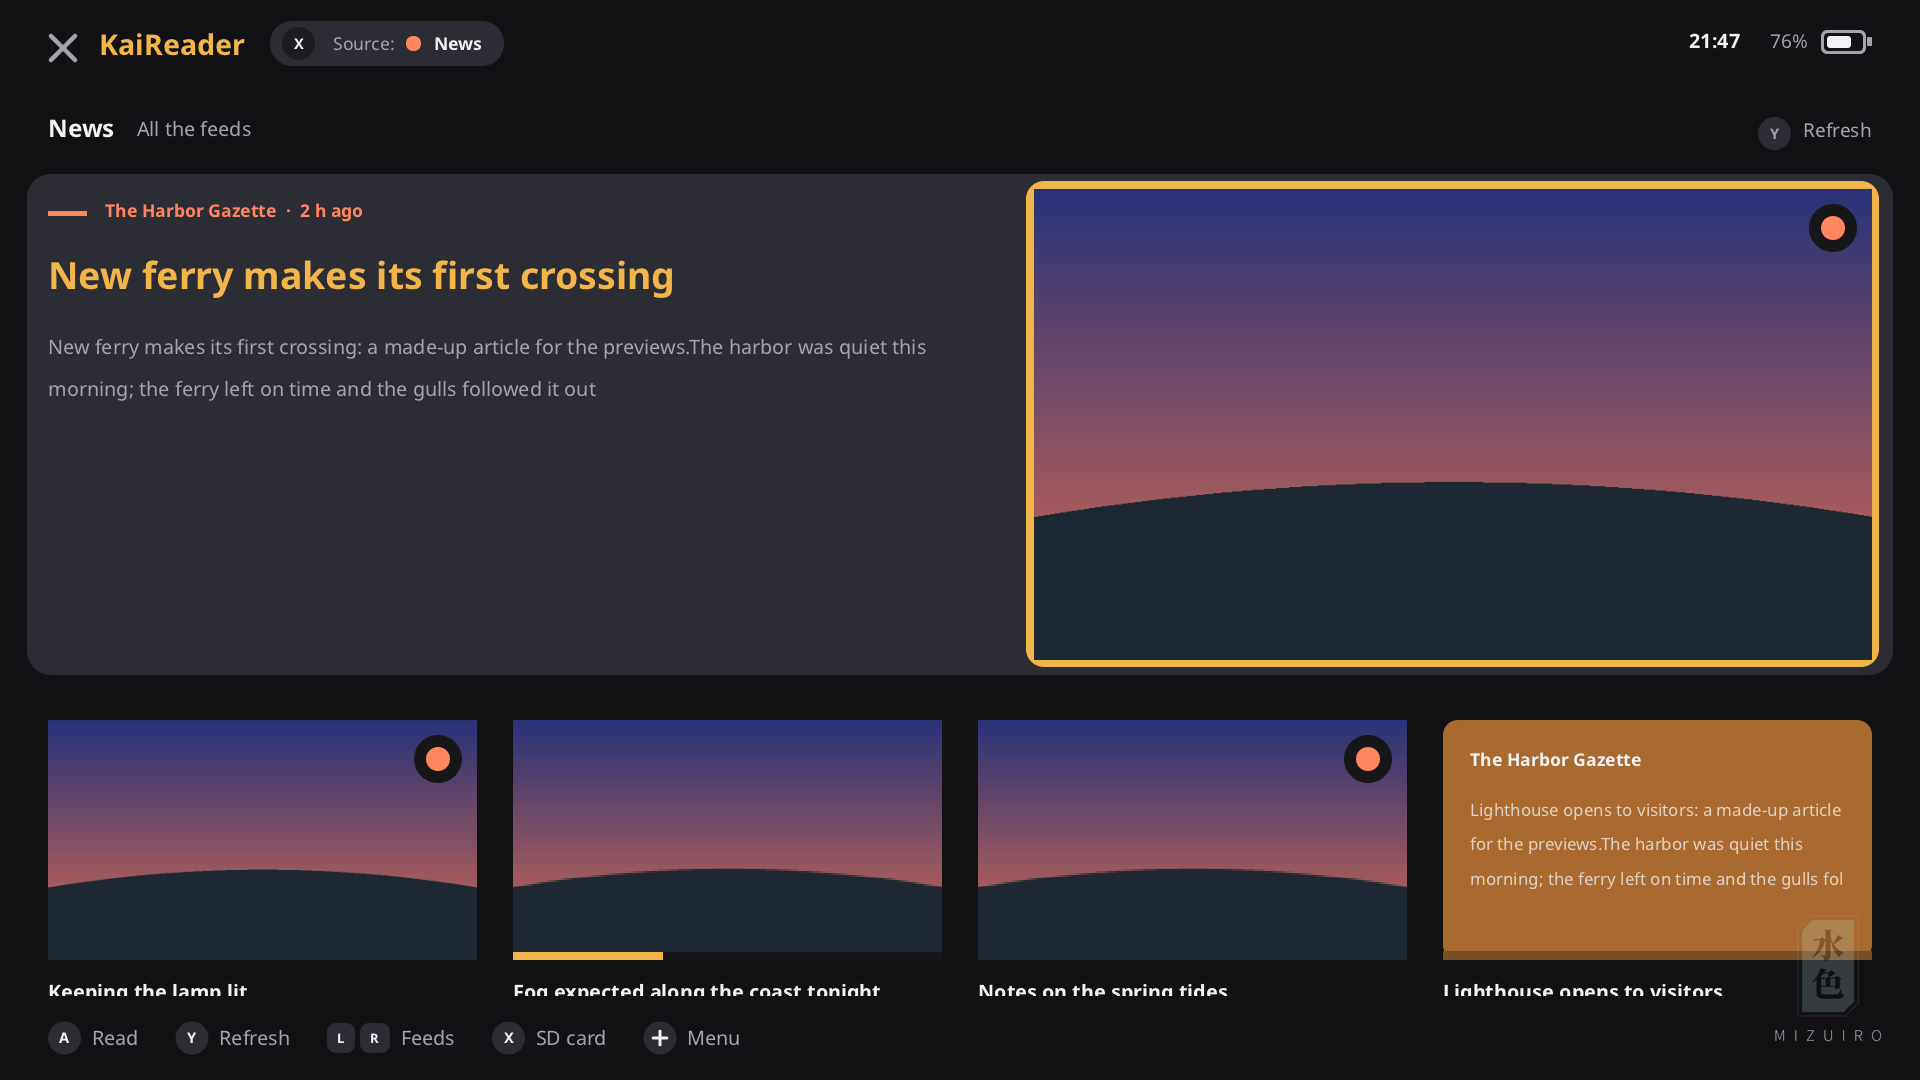 KaiReader
X Source: News
21:47 76%
News All the feeds
Y Refresh
The Harbor Gazette · 2 h ago
New ferry makes its first crossing
New ferry makes its first crossing: a made-up article for the previews.The harbor was quiet this
morning; the ferry left on time and the gulls followed it out
The Harbor Gazette
Lighthouse opens to visitors: a made-up article
for the previews.The harbor was quiet this
morning; the ferry left on time and the gulls fol
Keeping the lamp lit
Fog expected along the coast tonight
Notes on the spring tides
Lighthouse opens to visitors
水色
MIZUIRO
A Read Y Refresh L R Feeds X SD card + Menu